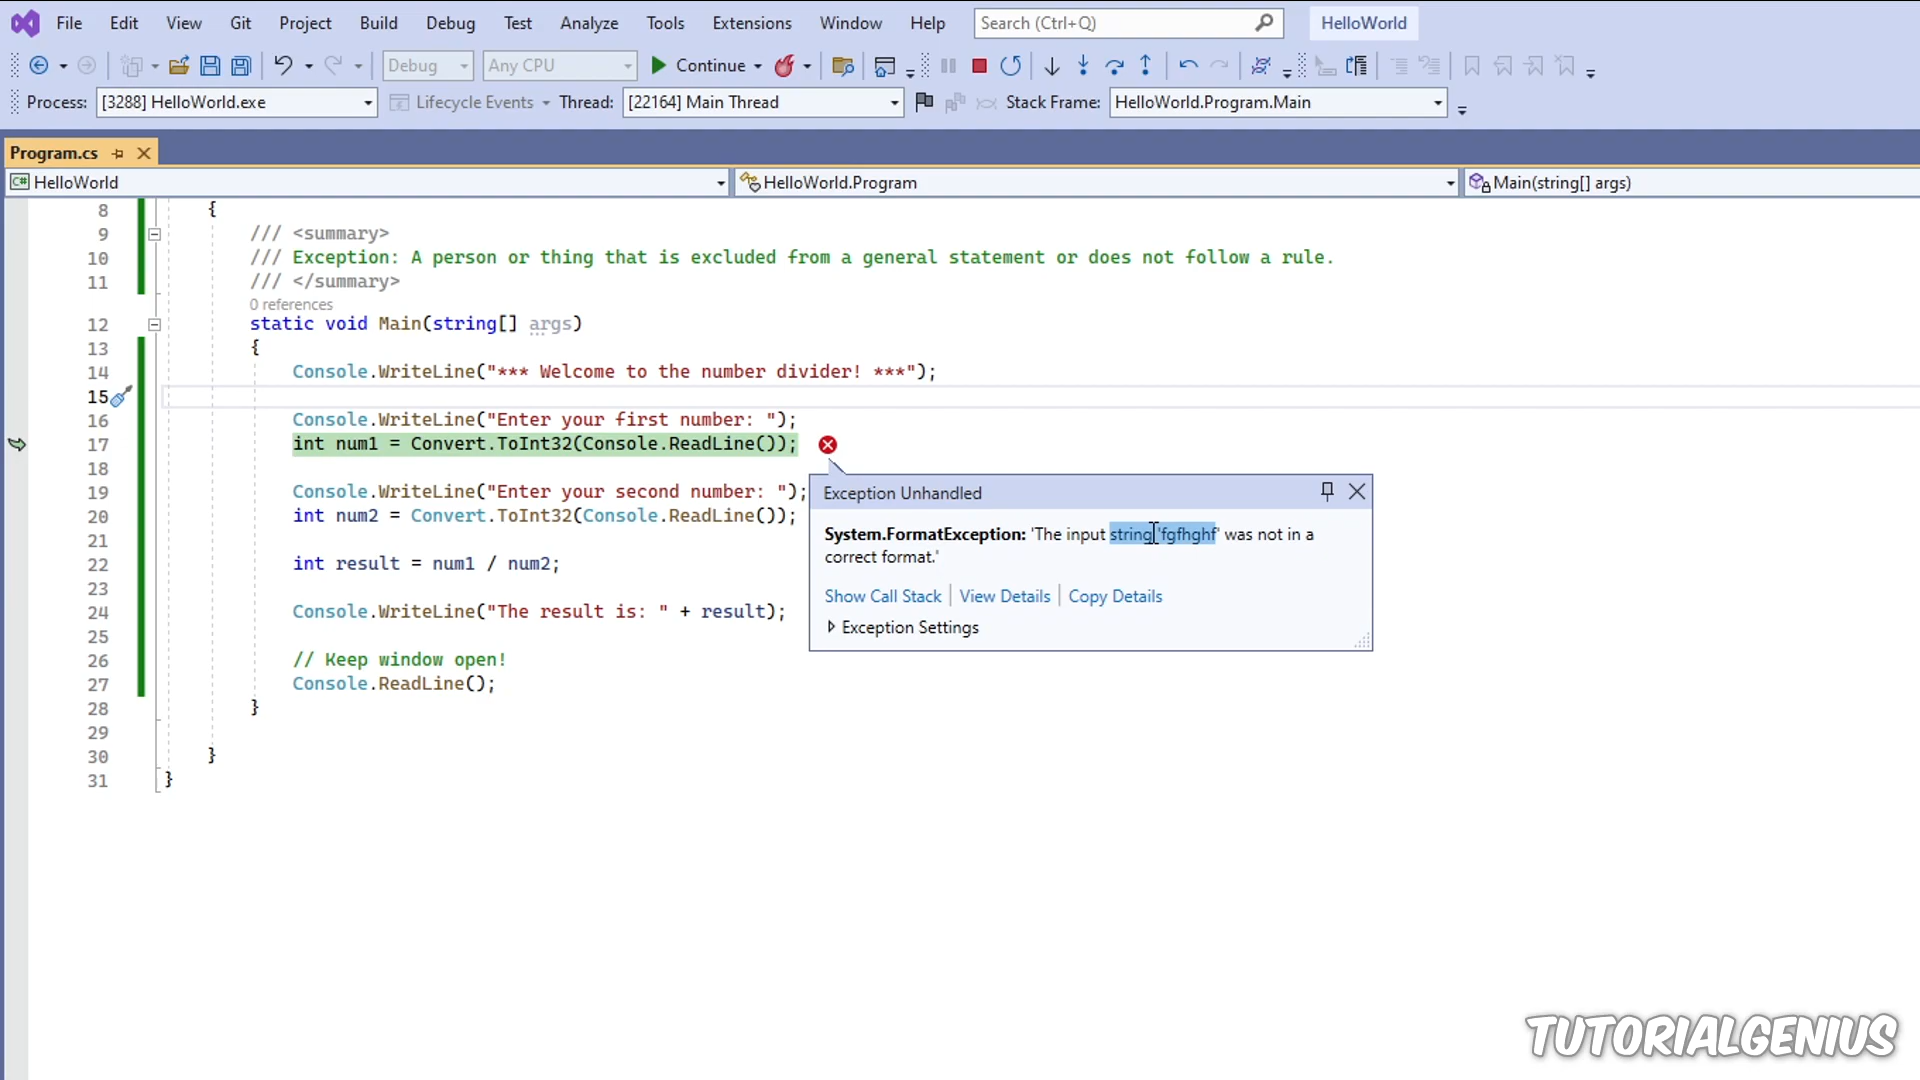 File Edit View Git Project Build Debug Test Analyze Tools Extensions Window Help Search (Ctrl+Q) HelloWorld
Debug Any CPU Continue
Process: [3288] HelloWorld.exe Lifecycle Events Thread: [22164] Main Thread Stack Frame: HelloWorld.Program.Main
Program.cs
C# HelloWorld HelloWorld.Program Main(string[] args)
8 {
9 /// <summary>
10 /// Exception: A person or thing that is excluded from a general statement or does not follow a rule.
11 /// </summary>
0 references
12 static void Main(string[] args)
13 {
14 Console.WriteLine("*** Welcome to the number divider! ***");
15
16 Console.WriteLine("Enter your first number: ");
17 int num1 = Convert.ToInt32(Console.ReadLine());
18
19 Console.WriteLine("Enter your second number: ");
20 int num2 = Convert.ToInt32(Console.ReadLine());
21
22 int result = num1 / num2;
23
24 Console.WriteLine("The result is: " + result);
25
26 // Keep window open!
27 Console.ReadLine();
28 }
29
30 }
31 }
Exception Unhandled
System.FormatException: 'The input string 'fgfhghf' was not in a
correct format.'
Show Call Stack | View Details | Copy Details
Exception Settings
TUTORIALGENIUS